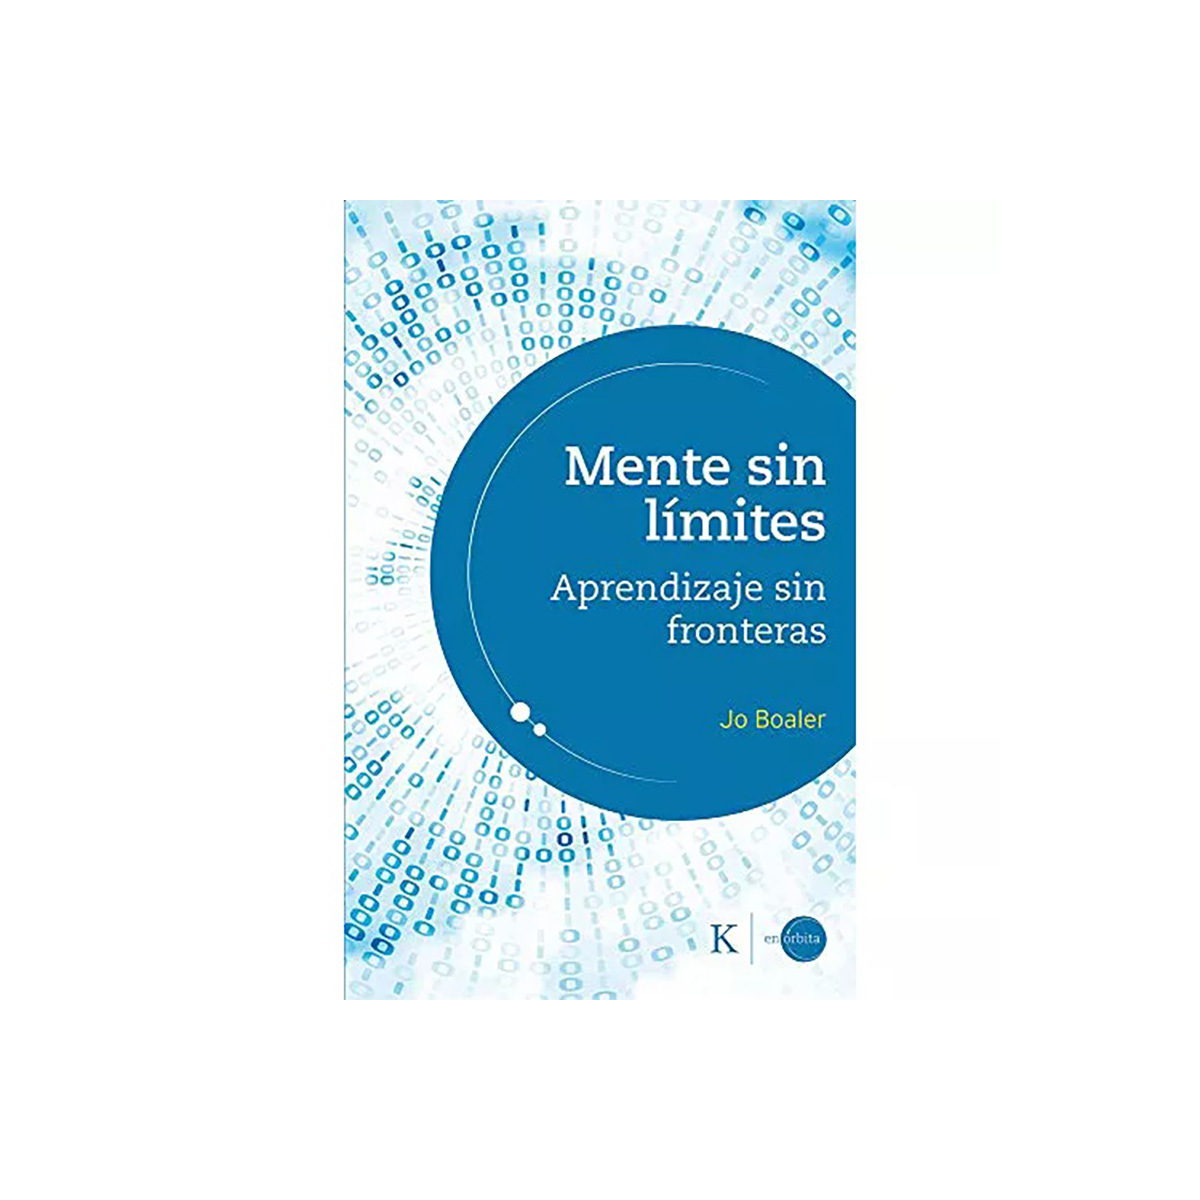 Mente sin
límites
Aprendizaje sin
fronteras
Jo Boaler
K en órbita